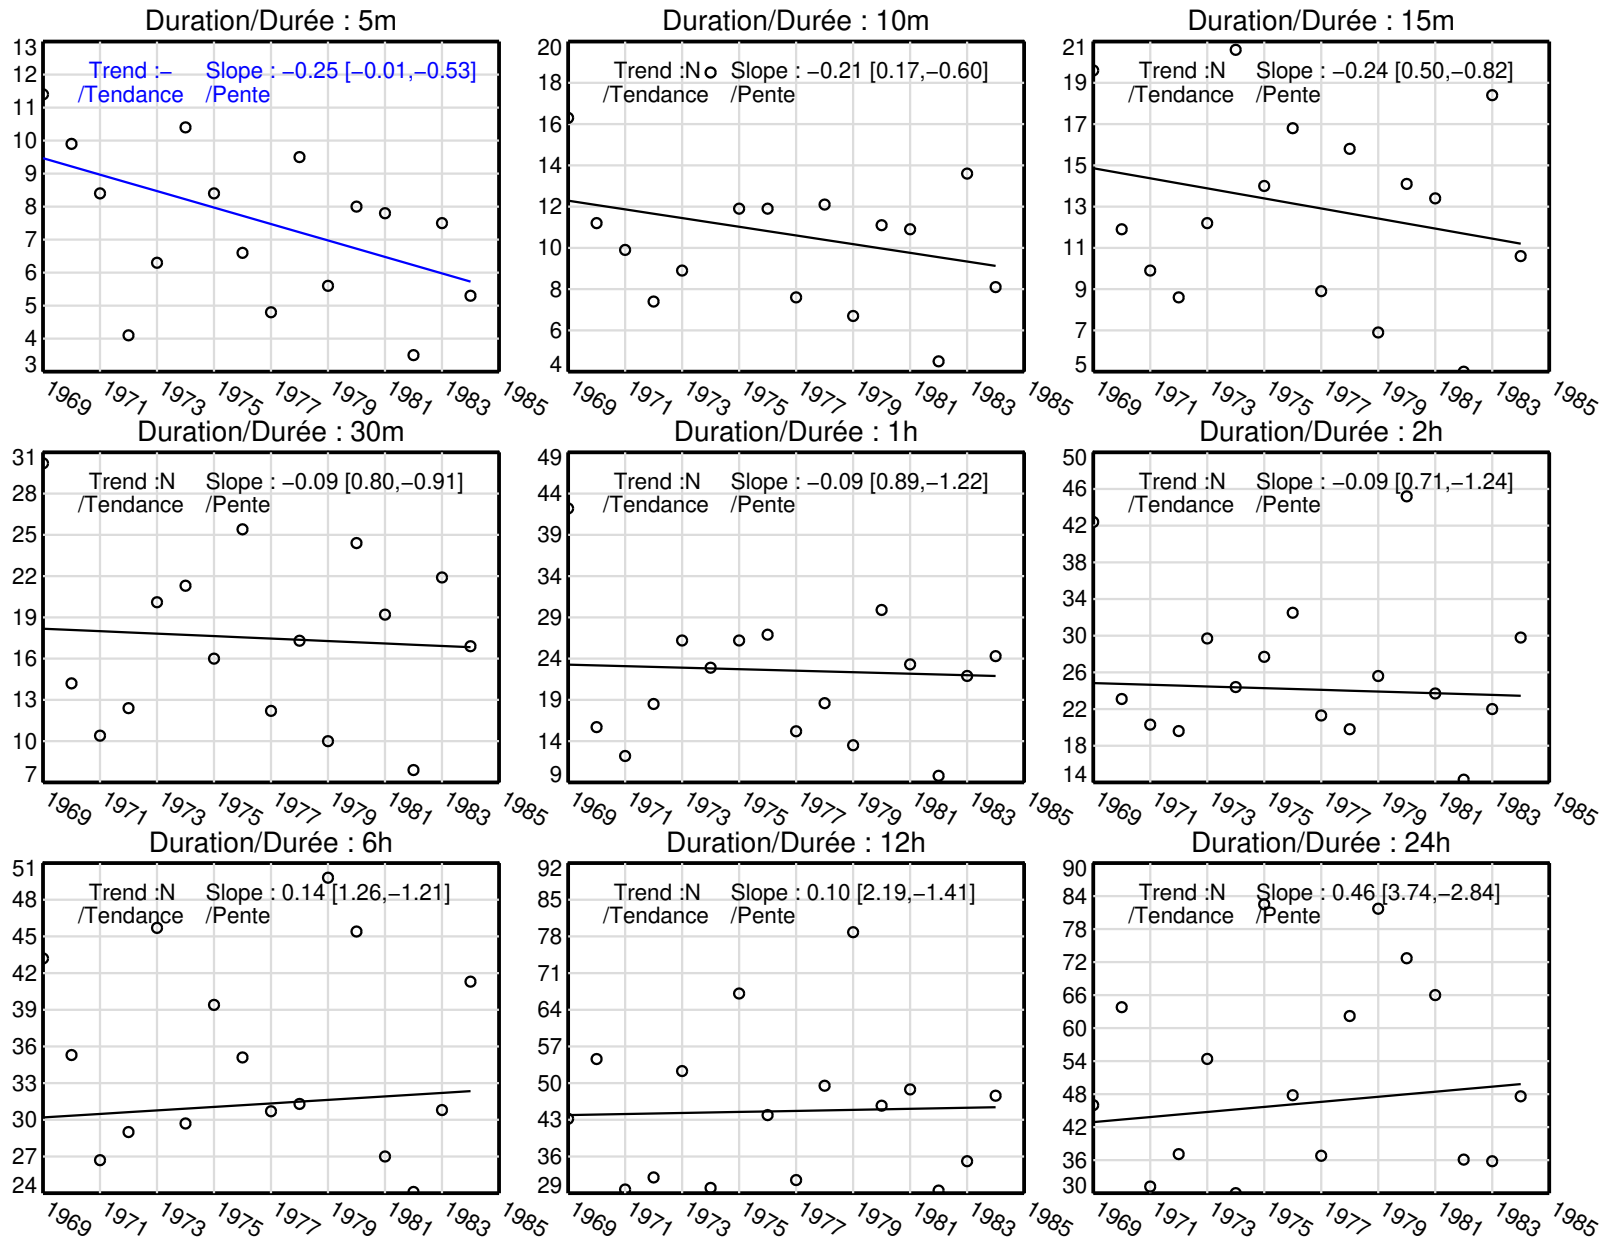 Duration/Durée : 5m
13
12
11
10
9
8
7
6
5
4
3
Trend :− Slope : −0.25 [−0.01,−0.53]
/Tendance /Pente
1969 1971 1973 1975 1977 1979 1981 1983 1985
Duration/Durée : 10m
20
18
16
14
12
10
8
6
4
Trend :N Slope : −0.21 [0.17,−0.60]
/Tendance /Pente
1969 1971 1973 1975 1977 1979 1981 1983 1985
Duration/Durée : 15m
21
19
17
15
13
11
9
7
5
Trend :N Slope : −0.24 [0.50,−0.82]
/Tendance /Pente
1969 1971 1973 1975 1977 1979 1981 1983 1985
Duration/Durée : 30m
31
28
25
22
19
16
13
10
7
Trend :N Slope : −0.09 [0.80,−0.91]
/Tendance /Pente
1969 1971 1973 1975 1977 1979 1981 1983 1985
Duration/Durée : 1h
49
44
39
34
29
24
19
14
9
Trend :N Slope : −0.09 [0.89,−1.22]
/Tendance /Pente
1969 1971 1973 1975 1977 1979 1981 1983 1985
Duration/Durée : 2h
50
46
42
38
34
30
26
22
18
14
Trend :N Slope : −0.09 [0.71,−1.24]
/Tendance /Pente
1969 1971 1973 1975 1977 1979 1981 1983 1985
Duration/Durée : 6h
51
48
45
42
39
36
33
30
27
24
Trend :N Slope : 0.14 [1.26,−1.21]
/Tendance /Pente
1969 1971 1973 1975 1977 1979 1981 1983 1985
Duration/Durée : 12h
92
85
78
71
64
57
50
43
36
29
Trend :N Slope : 0.10 [2.19,−1.41]
/Tendance /Pente
1969 1971 1973 1975 1977 1979 1981 1983 1985
Duration/Durée : 24h
90
84
78
72
66
60
54
48
42
36
30
Trend :N Slope : 0.46 [3.74,−2.84]
/Tendance /Pente
1969 1971 1973 1975 1977 1979 1981 1983 1985